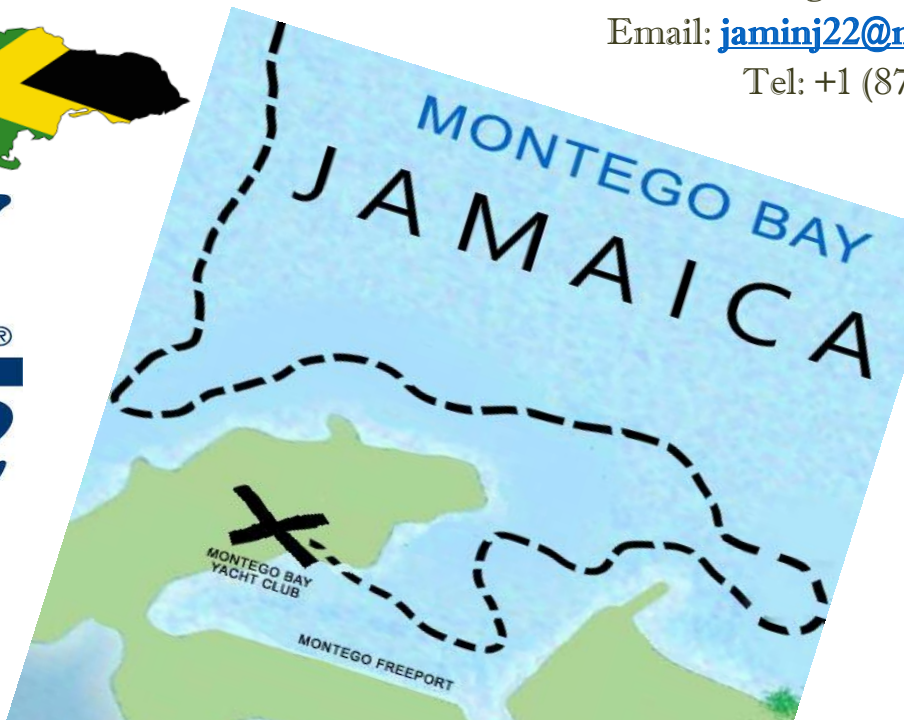 Email: jaminj22@
Tel: +1 (87
MONTEGO BAY
JAMAICA
®
MONTEGO BAY
YACHT CLUB
MONTEGO FREEPORT